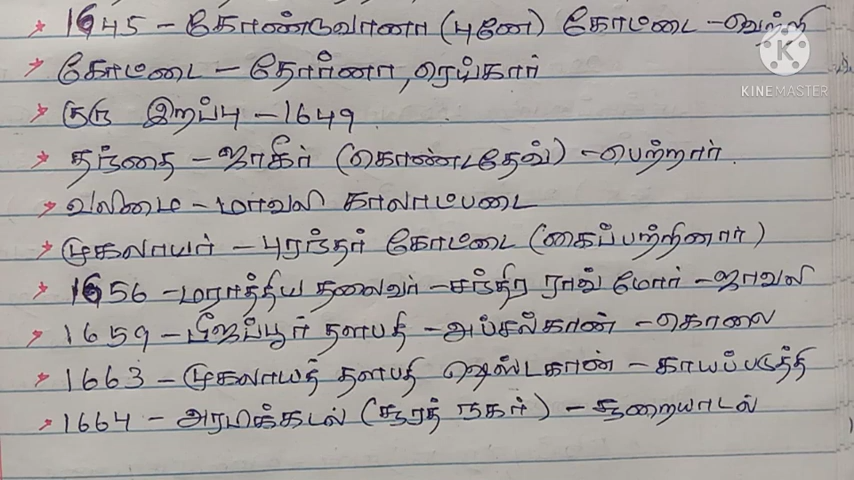 * 1645 - கோண்டுவானா (புனே) கோட்டை - வெற்றி
* கோட்டை - தோர்னா, ரெய்கார்
* குரு இறப்பு - 1649
* தந்தை - ஜாகீர் (கொண்டதேவ்) - பெற்றார்.
* வலிமை - மாவலி காலாட்படை
* முகலாயர் - புரந்தர் கோட்டை (கைப்பற்றினார்)
* 1656 - மராத்திய தலைவர் - சந்திர ராவ் மோர் - ஜாவலி
* 1659 - பீஜப்பூர் தளபதி - அப்சல்கான் - கொலை
* 1663 - முகலாயத் தளபதி ஷெஸ்டகான் - காயப்படுத்தி
* 1664 - அரபிக்கடல் (சூரத் நகர்) - சூறையாடல்
KINEMASTER